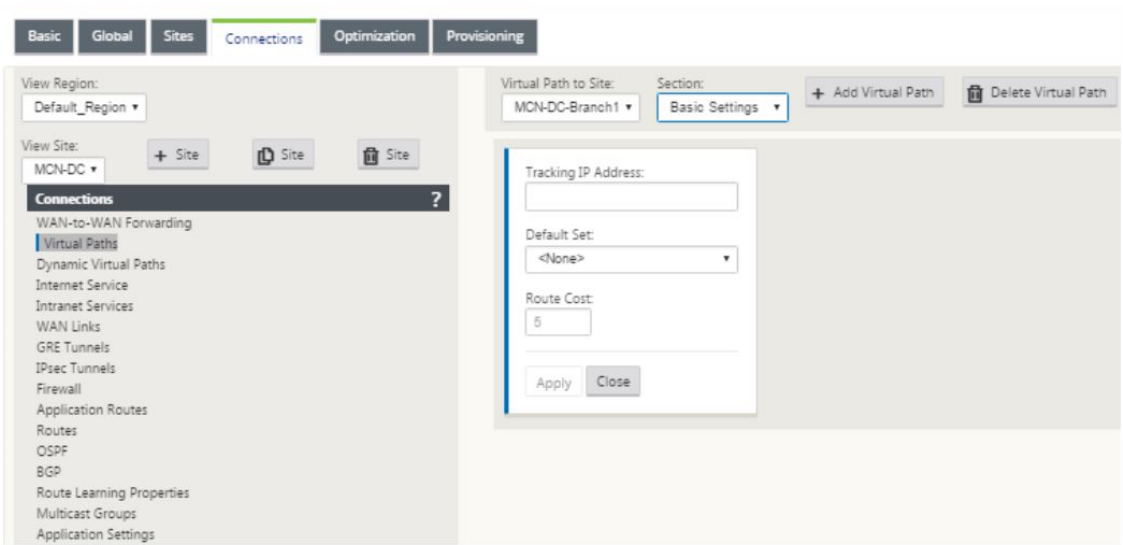 Basic Global Sites Connections Optimization Provisioning
View Region:
Default_Region
View Site:
MCN-DC
+ Site
Site
Site
Connections ?
WAN-to-WAN Forwarding
Virtual Paths
Dynamic Virtual Paths
Internet Service
Intranet Services
WAN Links
GRE Tunnels
IPsec Tunnels
Firewall
Application Routes
Routes
OSPF
BGP
Route Learning Properties
Multicast Groups
Application Settings
Virtual Path to Site:
MCN-DC-Branch1
Section:
Basic Settings
+ Add Virtual Path
Delete Virtual Path
Tracking IP Address:
Default Set:
<None>
Route Cost:
5
Apply Close